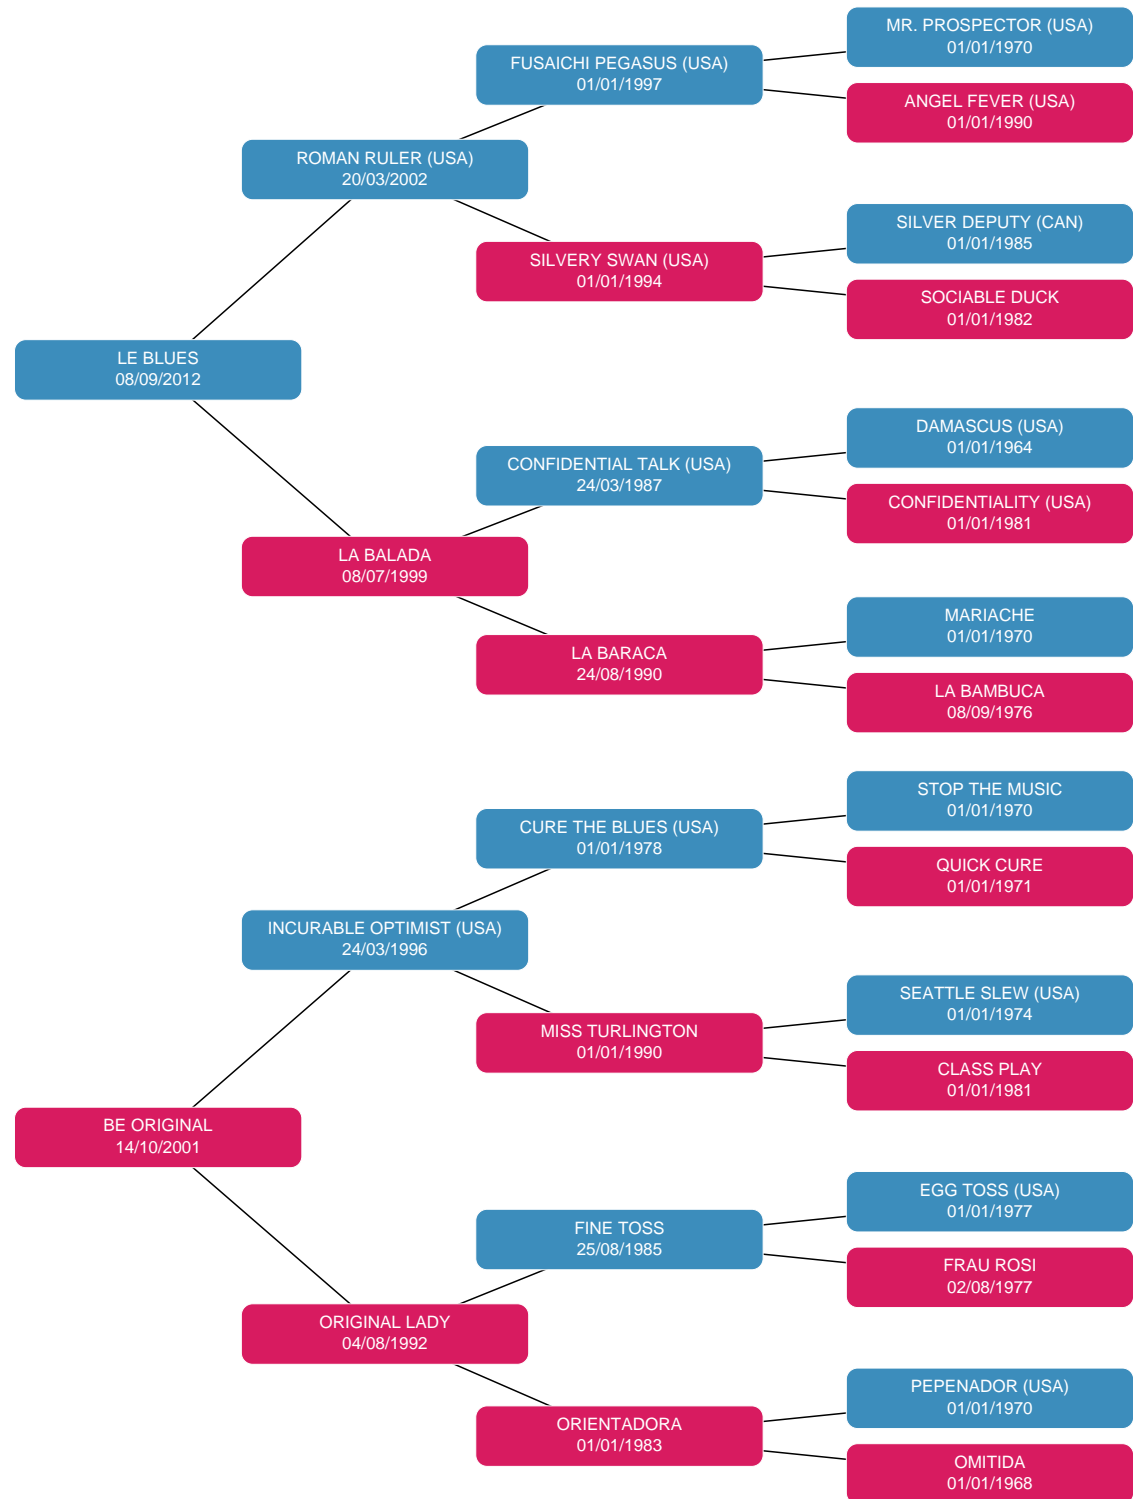 MR. PROSPECTOR (USA)
01/01/1970
FUSAICHI PEGASUS (USA)
01/01/1997
ANGEL FEVER (USA)
01/01/1990
ROMAN RULER (USA)
20/03/2002
SILVER DEPUTY (CAN)
01/01/1985
SILVERY SWAN (USA)
01/01/1994
SOCIABLE DUCK
01/01/1982
LE BLUES
08/09/2012
DAMASCUS (USA)
01/01/1964
CONFIDENTIAL TALK (USA)
24/03/1987
CONFIDENTIALITY (USA)
01/01/1981
LA BALADA
08/07/1999
MARIACHE
01/01/1970
LA BARACA
24/08/1990
LA BAMBUCA
08/09/1976
STOP THE MUSIC
01/01/1970
CURE THE BLUES (USA)
01/01/1978
QUICK CURE
01/01/1971
INCURABLE OPTIMIST (USA)
24/03/1996
SEATTLE SLEW (USA)
01/01/1974
MISS TURLINGTON
01/01/1990
CLASS PLAY
01/01/1981
BE ORIGINAL
14/10/2001
EGG TOSS (USA)
01/01/1977
FINE TOSS
25/08/1985
FRAU ROSI
02/08/1977
ORIGINAL LADY
04/08/1992
PEPENADOR (USA)
01/01/1970
ORIENTADORA
01/01/1983
OMITIDA
01/01/1968